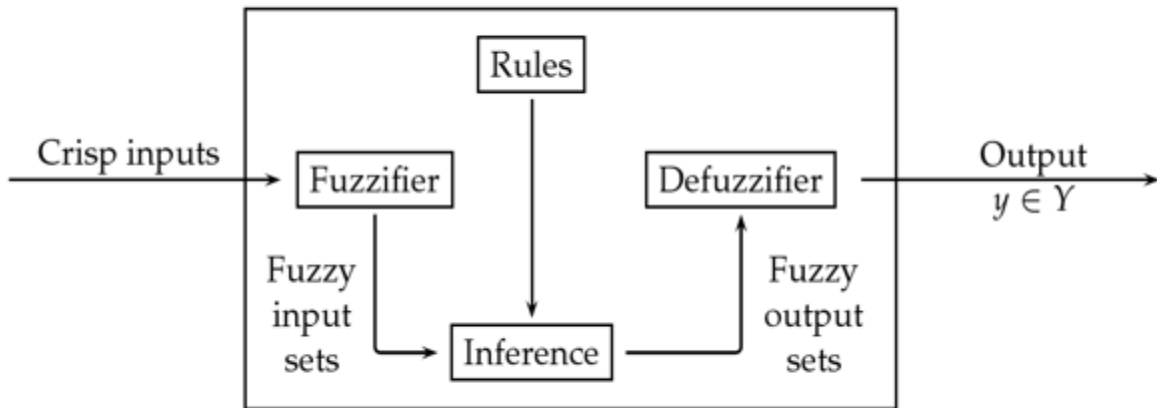 Rules
Crisp inputs
Fuzzifier
Defuzzifier
Output
y ∈ Y
Fuzzy
input
sets
Inference
Fuzzy
output
sets